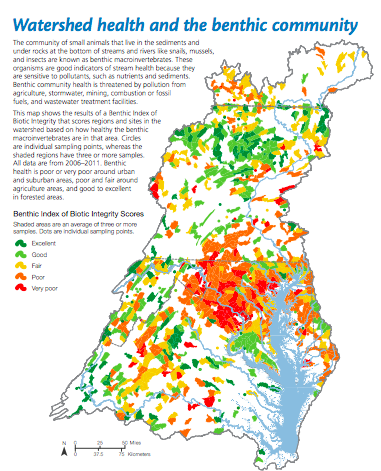 Watershed health and the benthic community
The community of small animals that live in the sediments and
under rocks at the bottom of streams and rivers like snails, mussels,
and insects are known as benthic macroinvertebrates. These
organisms are good indicators of stream health because they
are sensitive to pollutants, such as nutrients and sediments.
Benthic community health is threatened by pollution from
agriculture, stormwater, mining, combustion or fossil
fuels, and wastewater treatment facilities.
This map shows the results of a Benthic Index of
Biotic Integrity that scores regions and sites in the
watershed based on how healthy the benthic
macroinvertebrates are in that area. Circles
are individual sampling points, whereas the
shaded regions have three or more samples.
All data are from 2006–2011. Benthic
health is poor or very poor around urban
and suburban areas, poor and fair around
agriculture areas, and good to excellent
in forested areas.
Benthic Index of Biotic Integrity Scores
Shaded areas are an average of three or more
samples. Dots are individual sampling points.
Excellent
Good
Fair
Poor
Very poor
N
0 25 50 Miles
0 37.5 75 Kilometers